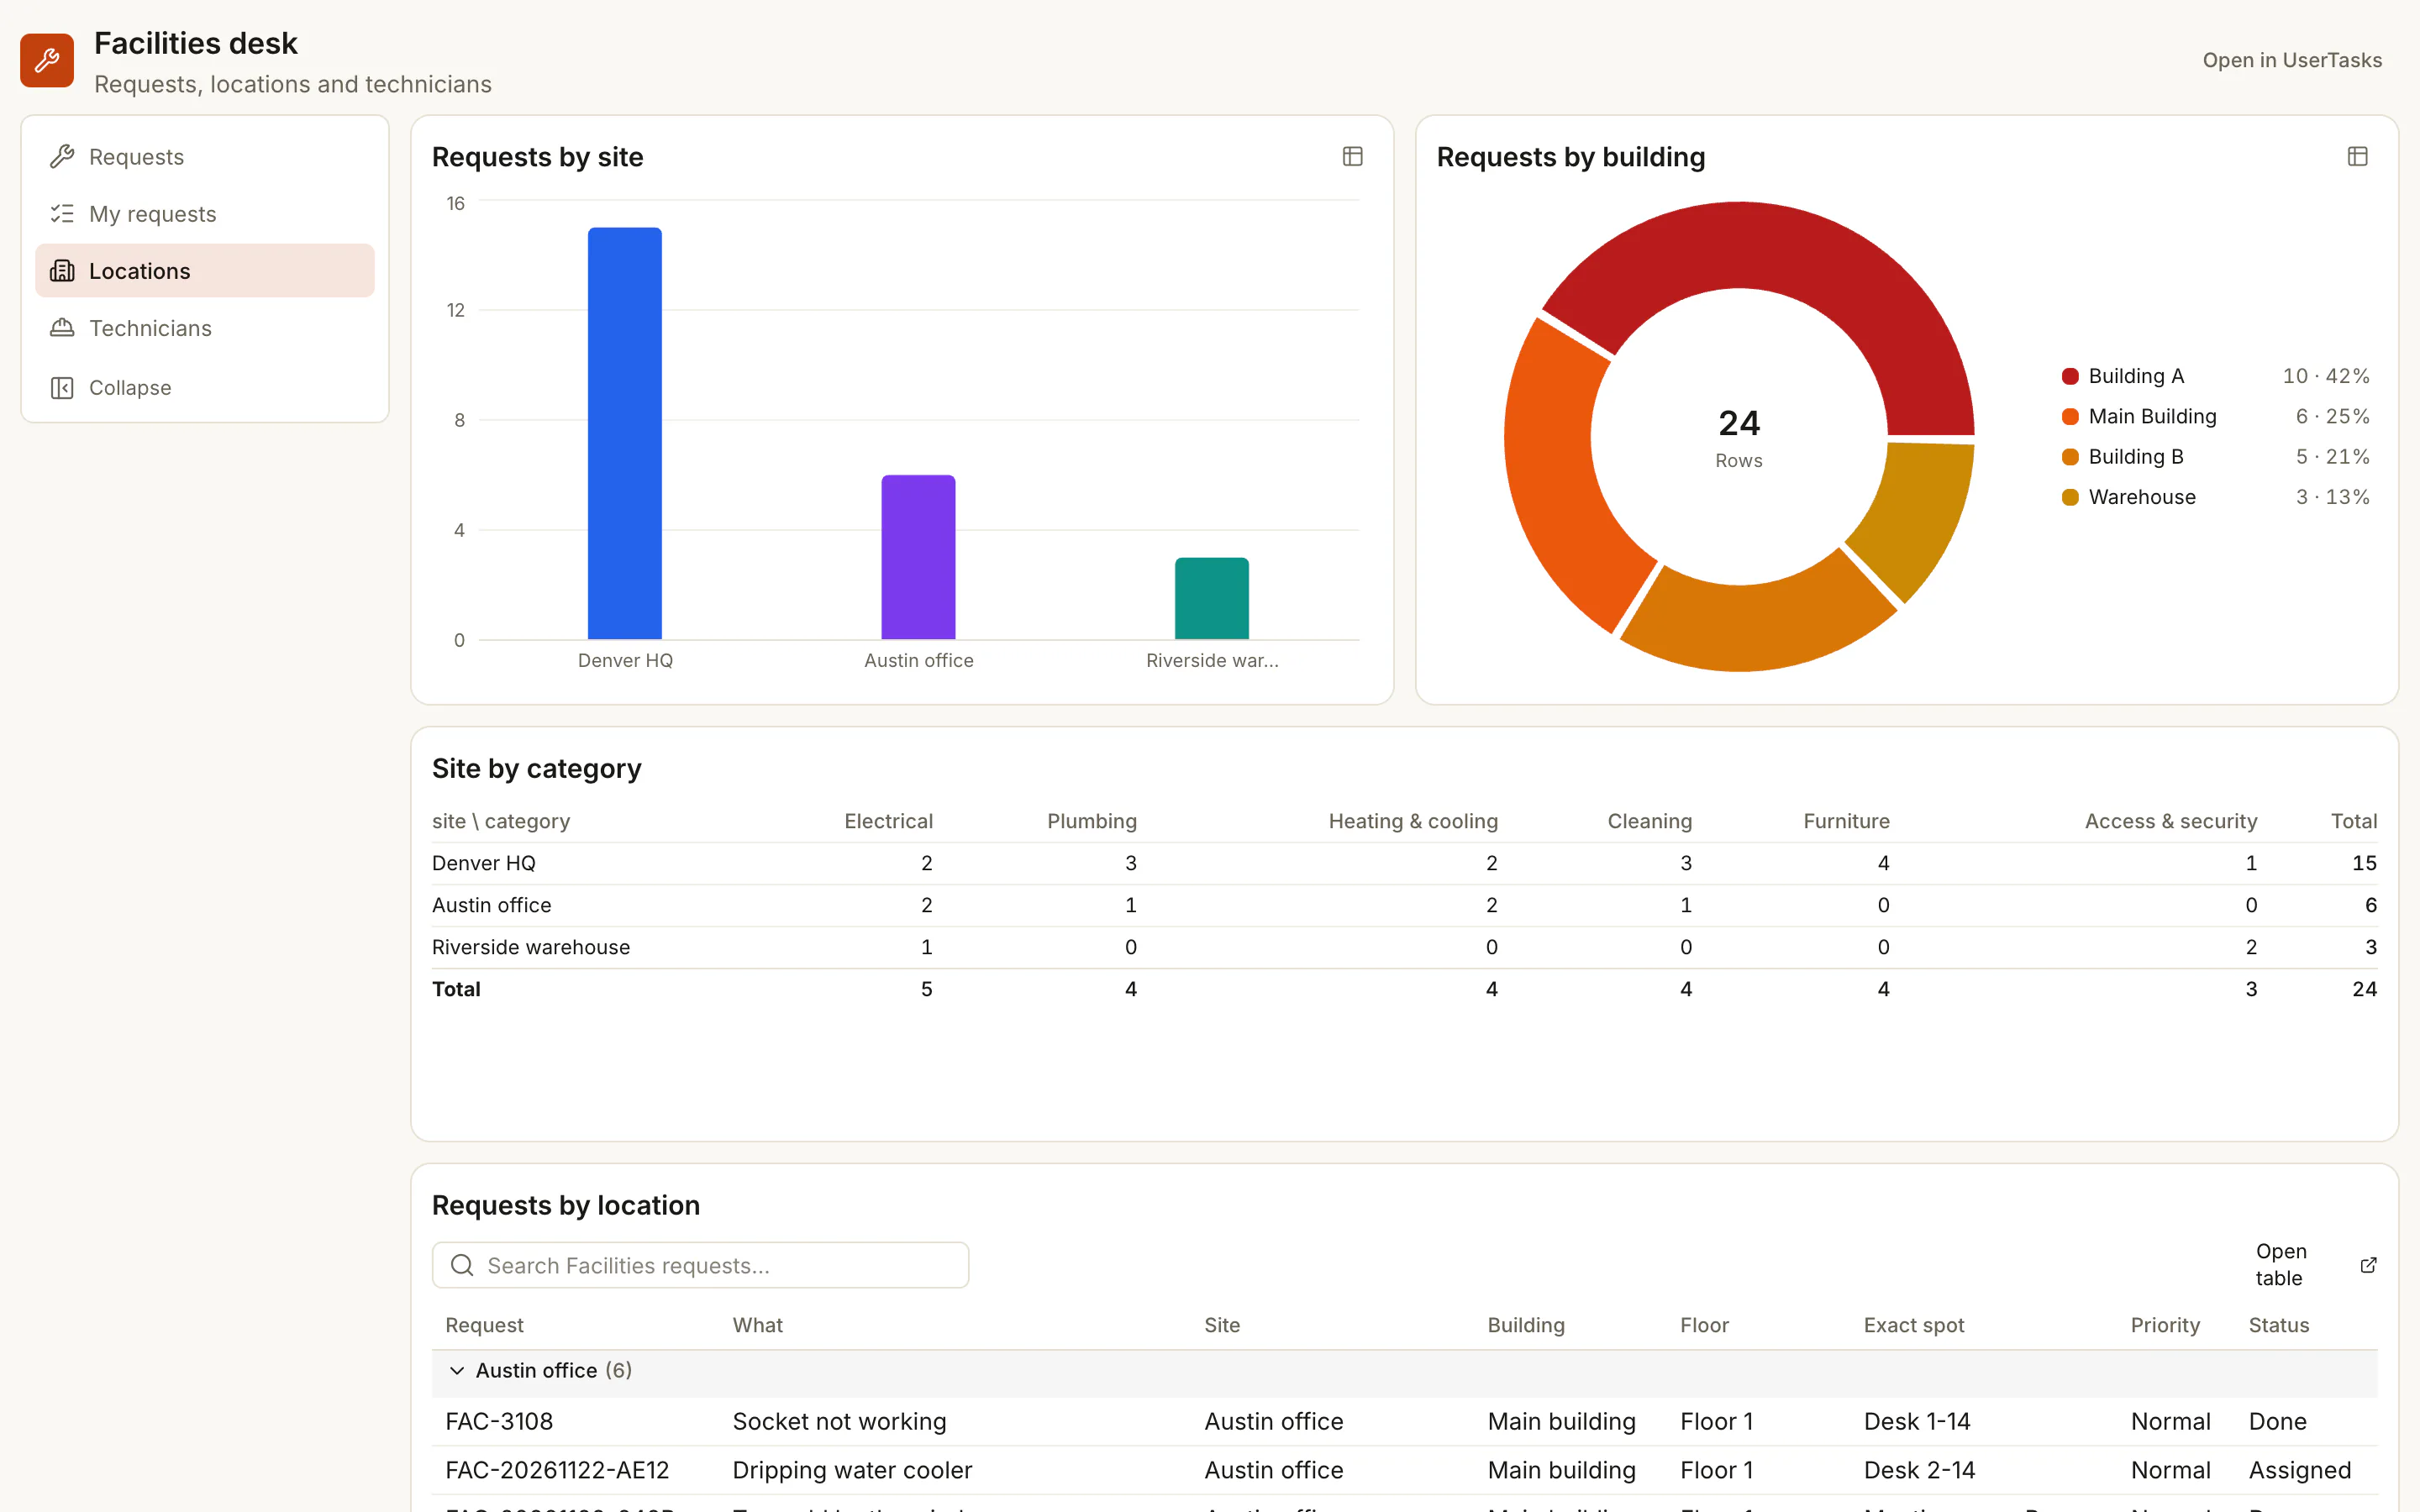 Facilities desk
Requests, locations and technicians
Open in UserTasks
Requests
My requests
Locations
Technicians
Collapse
Requests by site
16
12
8
4
0
Denver HQ
Austin office
Riverside war...
Requests by building
24
Rows
Building A 10 · 42%
Main Building 6 · 25%
Building B 5 · 21%
Warehouse 3 · 13%
Site by category
site \ category Electrical Plumbing Heating & cooling Cleaning Furniture Access & security Total
Denver HQ 2 3 2 3 4 1 15
Austin office 2 1 2 1 0 0 6
Riverside warehouse 1 0 0 0 0 2 3
Total 5 4 4 4 4 3 24
Requests by location
Search Facilities requests...
Open
table
Request What Site Building Floor Exact spot Priority Status
Austin office (6)
FAC-3108 Socket not working Austin office Main building Floor 1 Desk 1-14 Normal Done
FAC-20261122-AE12 Dripping water cooler Austin office Main building Floor 1 Desk 2-14 Normal Assigned